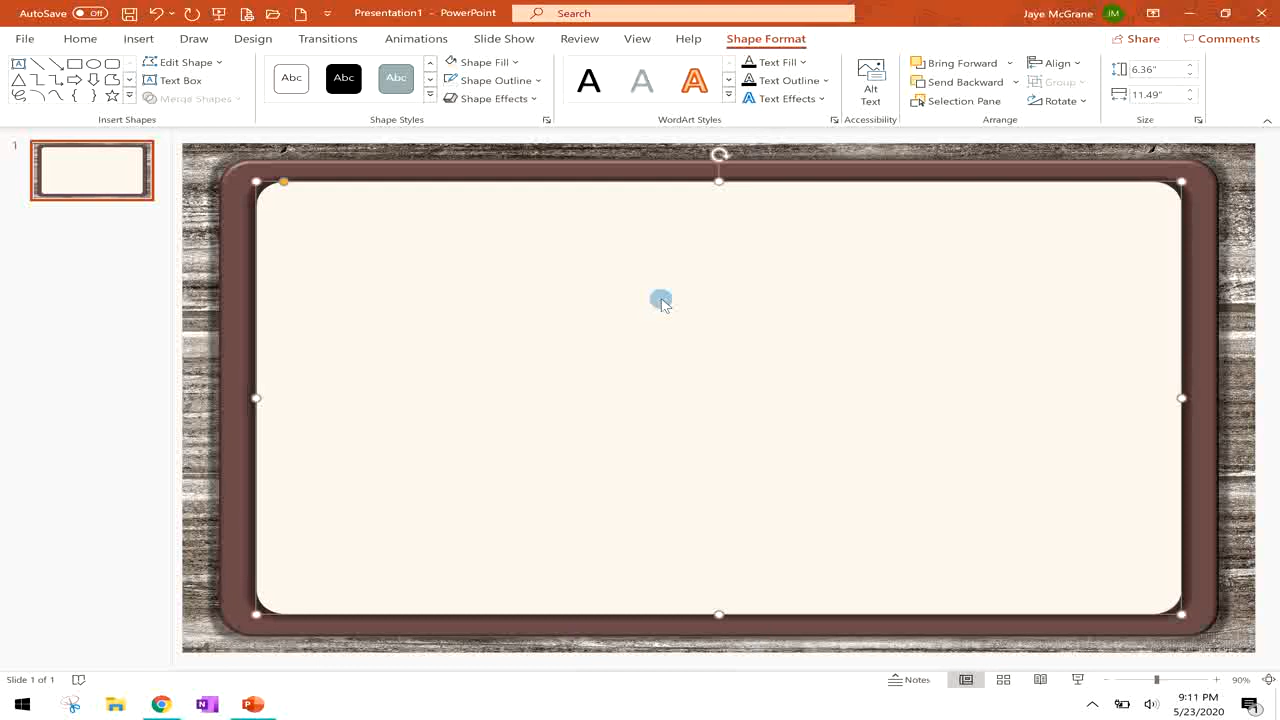 AutoSave Off Presentation1 - PowerPoint Search Jaye McGrane JM
File Home Insert Draw Design Transitions Animations Slide Show Review View Help Shape Format Share Comments
Edit Shape Abc Abc Abc Shape Fill A A A Text Fill Bring Forward Align 6.36"
Text Box Shape Outline Text Outline Alt Text Send Backward Group 11.49"
Merge Shapes Shape Effects Text Effects Selection Pane Rotate
Insert Shapes Shape Styles WordArt Styles Accessibility Arrange Size
1
Slide 1 of 1 Notes 90%
9:11 PM
5/23/2020